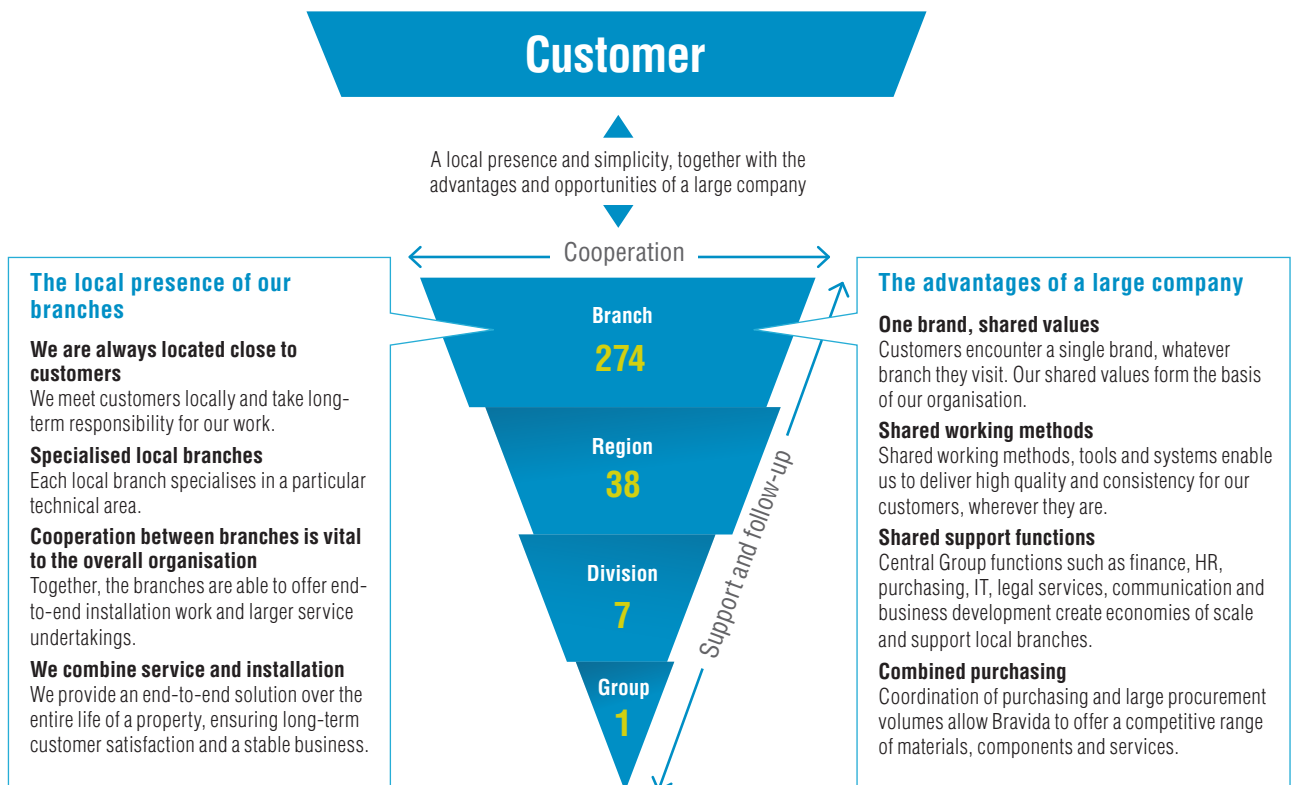 Customer
A local presence and simplicity, together with the
advantages and opportunities of a large company
Cooperation
The local presence of our
branches
We are always located close to
customers
We meet customers locally and take long-
term responsibility for our work.
Specialised local branches
Each local branch specialises in a particular
technical area.
Cooperation between branches is vital
to the overall organisation
Together, the branches are able to offer end-
to-end installation work and larger service
undertakings.
We combine service and installation
We provide an end-to-end solution over the
entire life of a property, ensuring long-term
customer satisfaction and a stable business.
Branch
274
Region
38
Division
7
Group
1
Support and follow-up
The advantages of a large company
One brand, shared values
Customers encounter a single brand, whatever
branch they visit. Our shared values form the basis
of our organisation.
Shared working methods
Shared working methods, tools and systems enable
us to deliver high quality and consistency for our
customers, wherever they are.
Shared support functions
Central Group functions such as finance, HR,
purchasing, IT, legal services, communication and
business development create economies of scale
and support local branches.
Combined purchasing
Coordination of purchasing and large procurement
volumes allow Bravida to offer a competitive range
of materials, components and services.